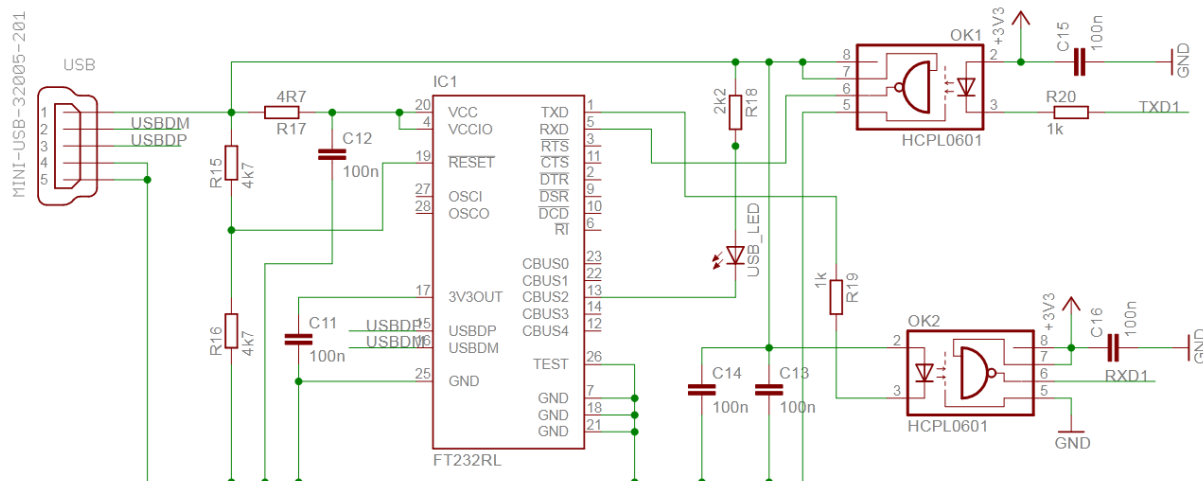 MINI-USB-32005-201
USB
1
2
3
4
5
USBDM
USBDP
4R7
R17
R15
4k7
R16
4k7
C12
100n
C11
100n
USBDP
USBDM
IC1
FT232RL
20 VCC
4 VCCIO
19 RESET
27 OSCI
28 OSCO
17 3V3OUT
15 USBDP
16 USBDM
25 GND
TXD 1
RXD 5
RTS 3
CTS 11
DTR 2
DSR 9
DCD 10
RI 6
CBUS0 23
CBUS1 22
CBUS2 13
CBUS3 14
CBUS4 12
TEST 26
GND 7
GND 18
GND 21
2k2
R18
USB_LED
1k
R19
C14
100n
C13
100n
OK1
8
7
6
5
2
3
HCPL0601
+3V3
C15
100n
GND
R20
1k
TXD1
OK2
2
3
8
7
6
5
HCPL0601
+3V3
C16
100n
GND
RXD1
GND